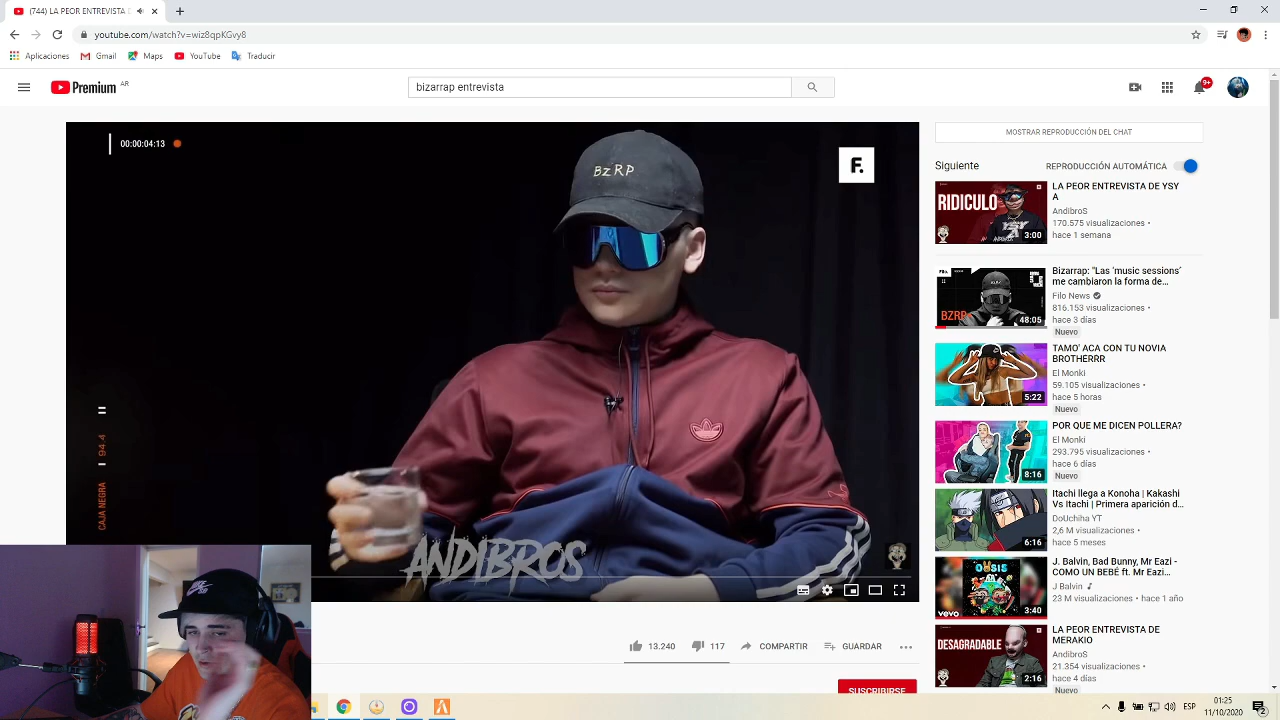 (744) LA PEOR ENTREVISTA D
youtube.com/watch?v=wiz8qpKGvy8
Aplicaciones
Gmail
Maps
YouTube
Traducir
Premium
AR
bizarrap entrevista
9+
00:00:04:13
BZRP
F.
94.4
CAJA NEGRA
ANDIBROS
13.240
117
COMPARTIR
GUARDAR
SUSCRIBIRSE
MOSTRAR REPRODUCCIÓN DEL CHAT
Siguiente
REPRODUCCIÓN AUTOMÁTICA
RIDICULO
3:00
LA PEOR ENTREVISTA DE YSY
A
AndibroS
170.575 visualizaciones •
hace 1 semana
BZRP
48:05
Bizarrap: "Las 'music sessions'
me cambiaron la forma de...
Filo News
816.153 visualizaciones •
hace 3 días
Nuevo
5:22
TAMO' ACA CON TU NOVIA
BROTHERRR
El Monki
59.105 visualizaciones •
hace 5 horas
Nuevo
8:16
POR QUE ME DICEN POLLERA?
El Monki
293.795 visualizaciones •
hace 6 días
Nuevo
6:16
Itachi llega a Konoha | Kakashi
Vs Itachi | Primera aparición d...
DoUchiha YT
2,6 M visualizaciones •
hace 5 meses
OASIS
vevo
3:40
J. Balvin, Bad Bunny, Mr Eazi -
COMO UN BEBÉ ft. Mr Eazi...
J Balvin
23 M visualizaciones • hace 1 año
DESAGRADABLE
2:16
LA PEOR ENTREVISTA DE
MERAKIO
AndibroS
21.354 visualizaciones •
hace 4 días
Nuevo
ESP
01:25
11/10/2020
2